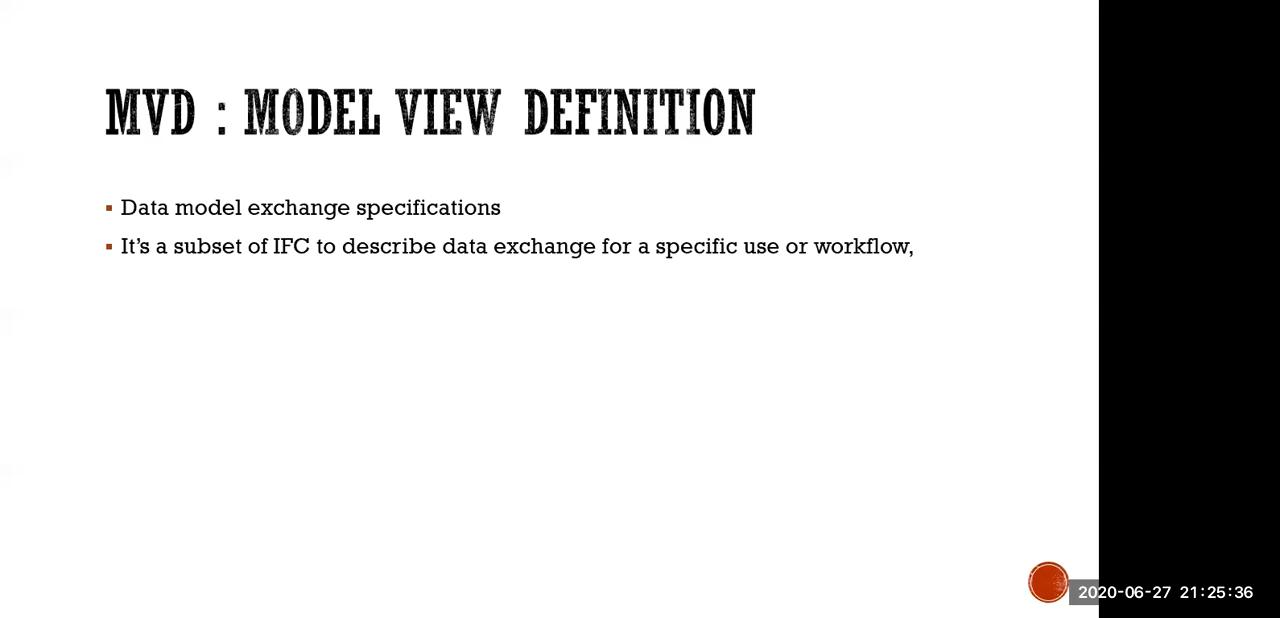 MVD : MODEL VIEW DEFINITION
Data model exchange specifications
It's a subset of IFC to describe data exchange for a specific use or workflow,
2020-06-27 21:25:36